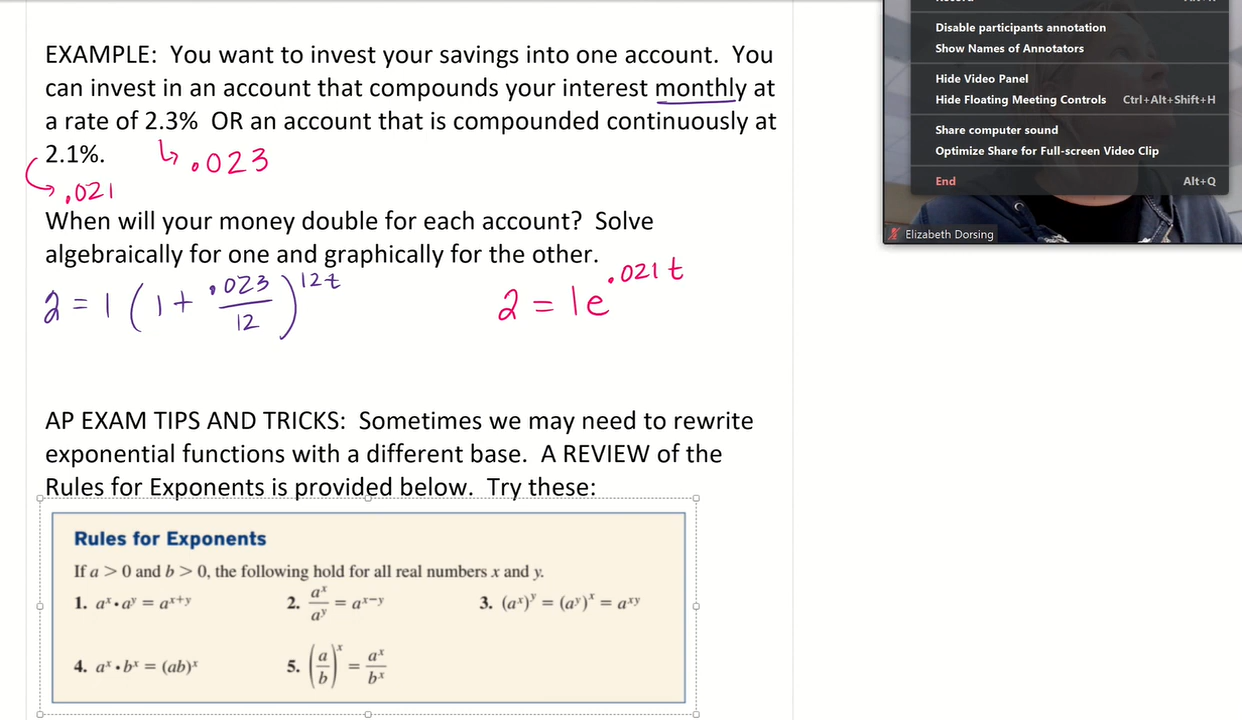 EXAMPLE: You want to invest your savings into one account. You
can invest in an account that compounds your interest monthly at
a rate of 2.3% OR an account that is compounded continuously at
2.1%.
.023
.021
When will your money double for each account? Solve
algebraically for one and graphically for the other.
2 = 1 ( 1 + .023/12 )^12t
2 = 1e^.021t
AP EXAM TIPS AND TRICKS: Sometimes we may need to rewrite
exponential functions with a different base. A REVIEW of the
Rules for Exponents is provided below. Try these:
Rules for Exponents
If a > 0 and b > 0, the following hold for all real numbers x and y.
1. a^x • a^y = a^x+y
2. a^x/a^y = a^x−y
3. (a^x)^y = (a^y)^x = a^xy
4. a^x • b^x = (ab)^x
5. (a/b)^x = a^x/b^x
Disable participants annotation
Show Names of Annotators
Hide Video Panel
Hide Floating Meeting Controls Ctrl+Alt+Shift+H
Share computer sound
Optimize Share for Full-screen Video Clip
End Alt+Q
Elizabeth Dorsing